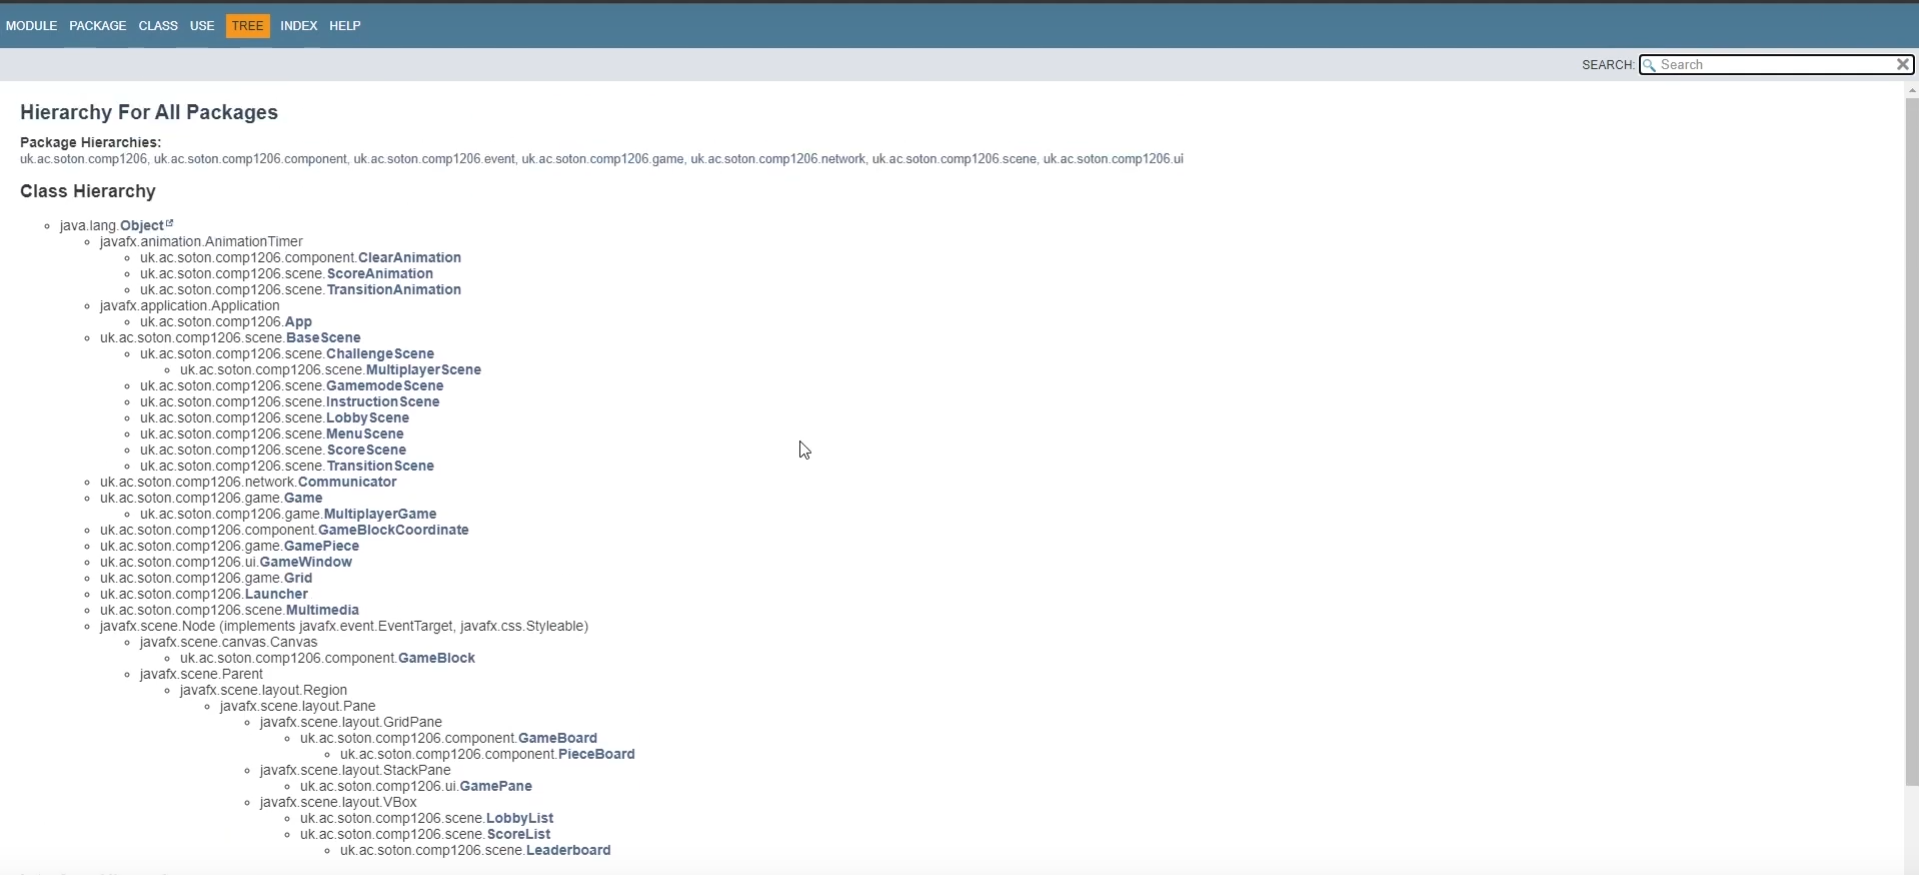 MODULE PACKAGE CLASS USE TREE INDEX HELP
SEARCH: Search
Hierarchy For All Packages
Package Hierarchies:
uk.ac.soton.comp1206, uk.ac.soton.comp1206.component, uk.ac.soton.comp1206.event, uk.ac.soton.comp1206.game, uk.ac.soton.comp1206.network, uk.ac.soton.comp1206.scene, uk.ac.soton.comp1206.ui
Class Hierarchy
java.lang.Object
javafx.animation.AnimationTimer
uk.ac.soton.comp1206.component.ClearAnimation
uk.ac.soton.comp1206.scene.ScoreAnimation
uk.ac.soton.comp1206.scene.TransitionAnimation
javafx.application.Application
uk.ac.soton.comp1206.App
uk.ac.soton.comp1206.scene.BaseScene
uk.ac.soton.comp1206.scene.ChallengeScene
uk.ac.soton.comp1206.scene.MultiplayerScene
uk.ac.soton.comp1206.scene.GamemodeScene
uk.ac.soton.comp1206.scene.InstructionScene
uk.ac.soton.comp1206.scene.LobbyScene
uk.ac.soton.comp1206.scene.MenuScene
uk.ac.soton.comp1206.scene.ScoreScene
uk.ac.soton.comp1206.scene.TransitionScene
uk.ac.soton.comp1206.network.Communicator
uk.ac.soton.comp1206.game.Game
uk.ac.soton.comp1206.game.MultiplayerGame
uk.ac.soton.comp1206.component.GameBlockCoordinate
uk.ac.soton.comp1206.game.GamePiece
uk.ac.soton.comp1206.ui.GameWindow
uk.ac.soton.comp1206.game.Grid
uk.ac.soton.comp1206.Launcher
uk.ac.soton.comp1206.scene.Multimedia
javafx.scene.Node (implements javafx.event.EventTarget, javafx.css.Styleable)
javafx.scene.canvas.Canvas
uk.ac.soton.comp1206.component.GameBlock
javafx.scene.Parent
javafx.scene.layout.Region
javafx.scene.layout.Pane
javafx.scene.layout.GridPane
uk.ac.soton.comp1206.component.GameBoard
uk.ac.soton.comp1206.component.PieceBoard
javafx.scene.layout.StackPane
uk.ac.soton.comp1206.ui.GamePane
javafx.scene.layout.VBox
uk.ac.soton.comp1206.scene.LobbyList
uk.ac.soton.comp1206.scene.ScoreList
uk.ac.soton.comp1206.scene.Leaderboard